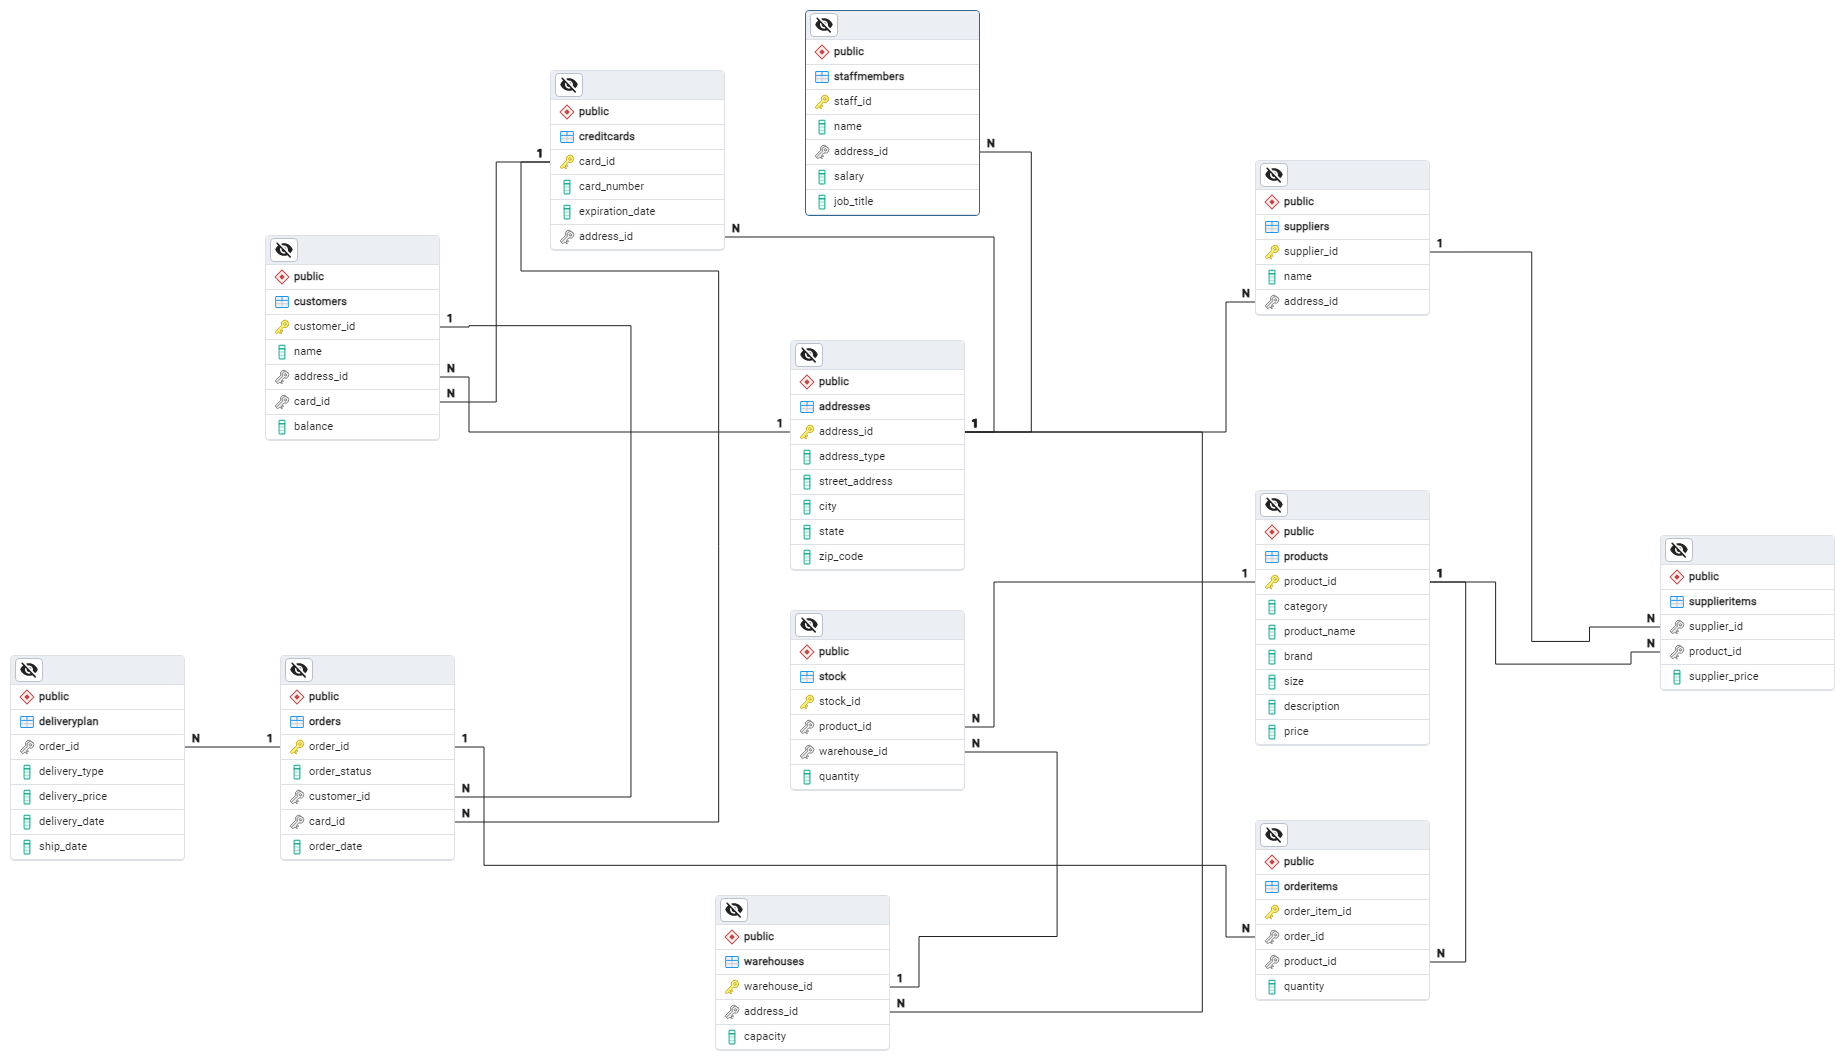 public
staffmembers
staff_id
name
address_id
N
salary
job_title
public
creditcards
1
card_id
card_number
expiration_date
address_id
N
public
suppliers
supplier_id
1
name
N
address_id
public
customers
customer_id
1
name
address_id
N
card_id
N
balance
public
addresses
1
address_id
1
address_type
street_address
city
state
zip_code
public
products
1
product_id
1
category
product_name
brand
size
description
price
public
supplieritems
N
supplier_id
N
product_id
supplier_price
public
stock
stock_id
product_id
N
warehouse_id
N
quantity
public
deliveryplan
order_id
N
delivery_type
delivery_price
delivery_date
ship_date
public
orders
1
order_id
1
order_status
customer_id
N
card_id
N
order_date
public
orderitems
order_item_id
N
order_id
product_id
N
quantity
public
warehouses
warehouse_id
1
address_id
N
capacity